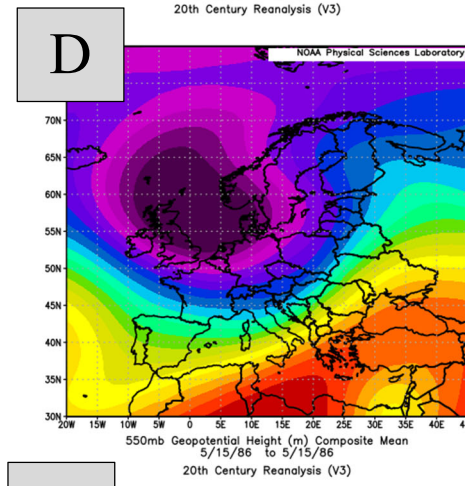 20th Century Reanalysis (V3)
D
NOAA Physical Sciences Laboratory
70N
65N
60N
55N
50N
45N
40N
35N
30N
20W 15W 10W 5W 0 5E 10E 15E 20E 25E 30E 35E 40E
550mb Geopotential Height (m) Composite Mean
5/15/86 to 5/15/86
20th Century Reanalysis (V3)